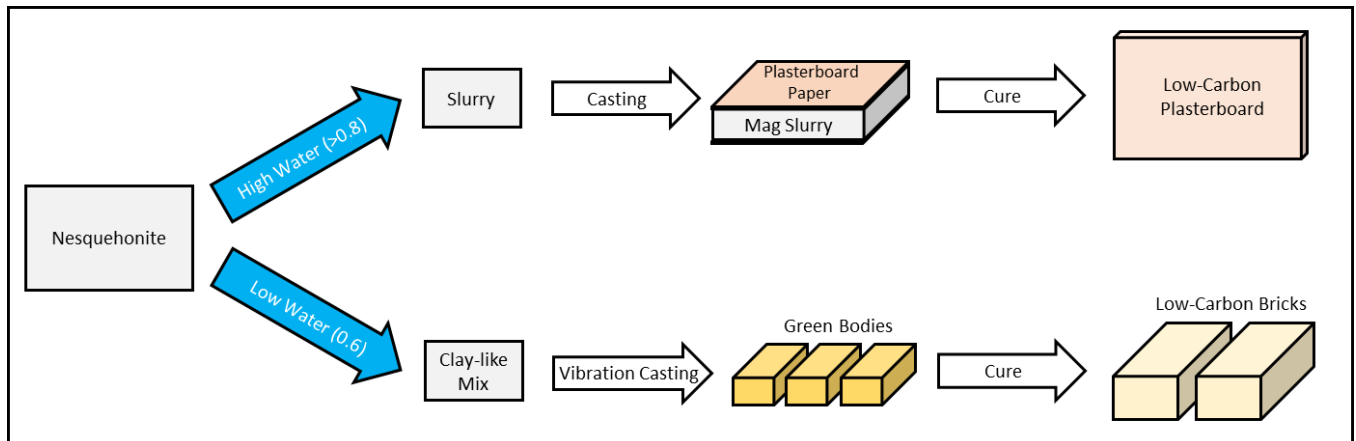 Nesquehonite
High Water (>0.8)
Slurry
Casting
Plasterboard
Paper
Mag Slurry
Cure
Low-Carbon
Plasterboard
Low Water (0.6)
Clay-like
Mix
Vibration Casting
Green Bodies
Cure
Low-Carbon Bricks